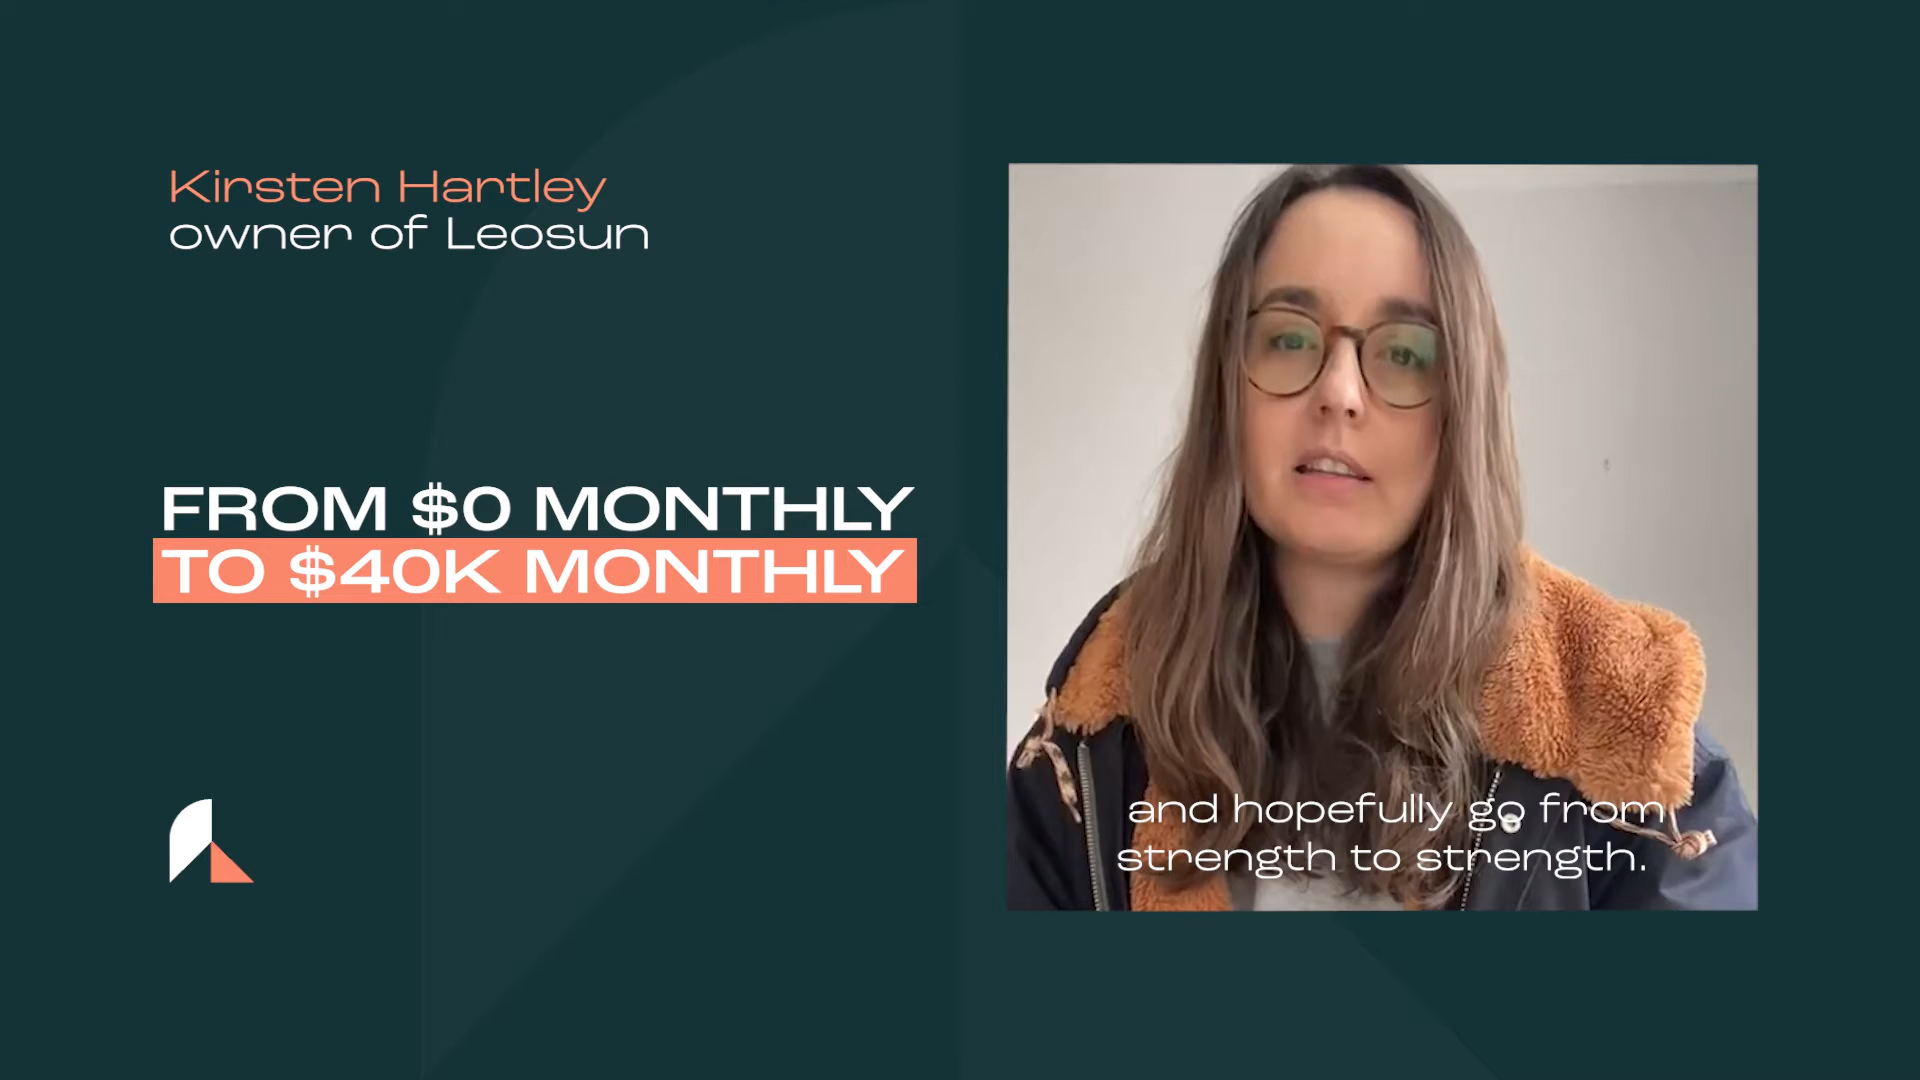 Kirsten Hartley
owner of Leosun
FROM $0 MONTHLY
TO $40K MONTHLY
and hopefully go from
strength to strength.